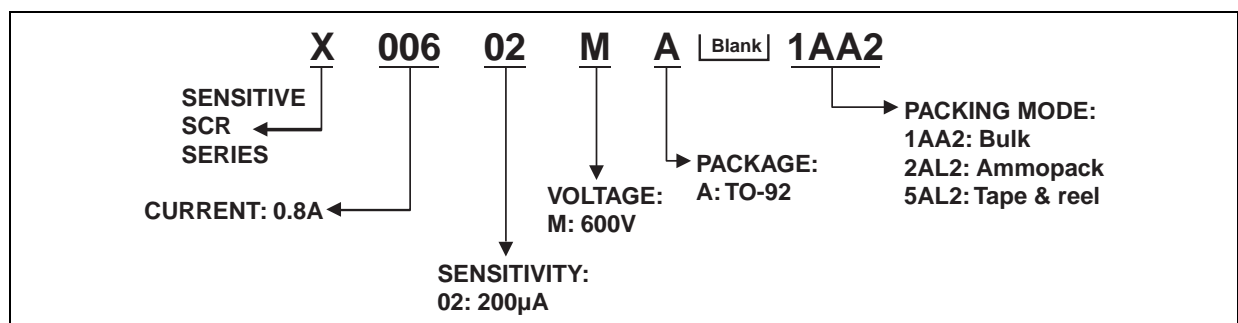 X 006 02 M A Blank 1AA2
SENSITIVE
SCR
SERIES
CURRENT: 0.8A
SENSITIVITY:
02: 200µA
VOLTAGE:
M: 600V
PACKAGE:
A: TO-92
PACKING MODE:
1AA2: Bulk
2AL2: Ammopack
5AL2: Tape & reel